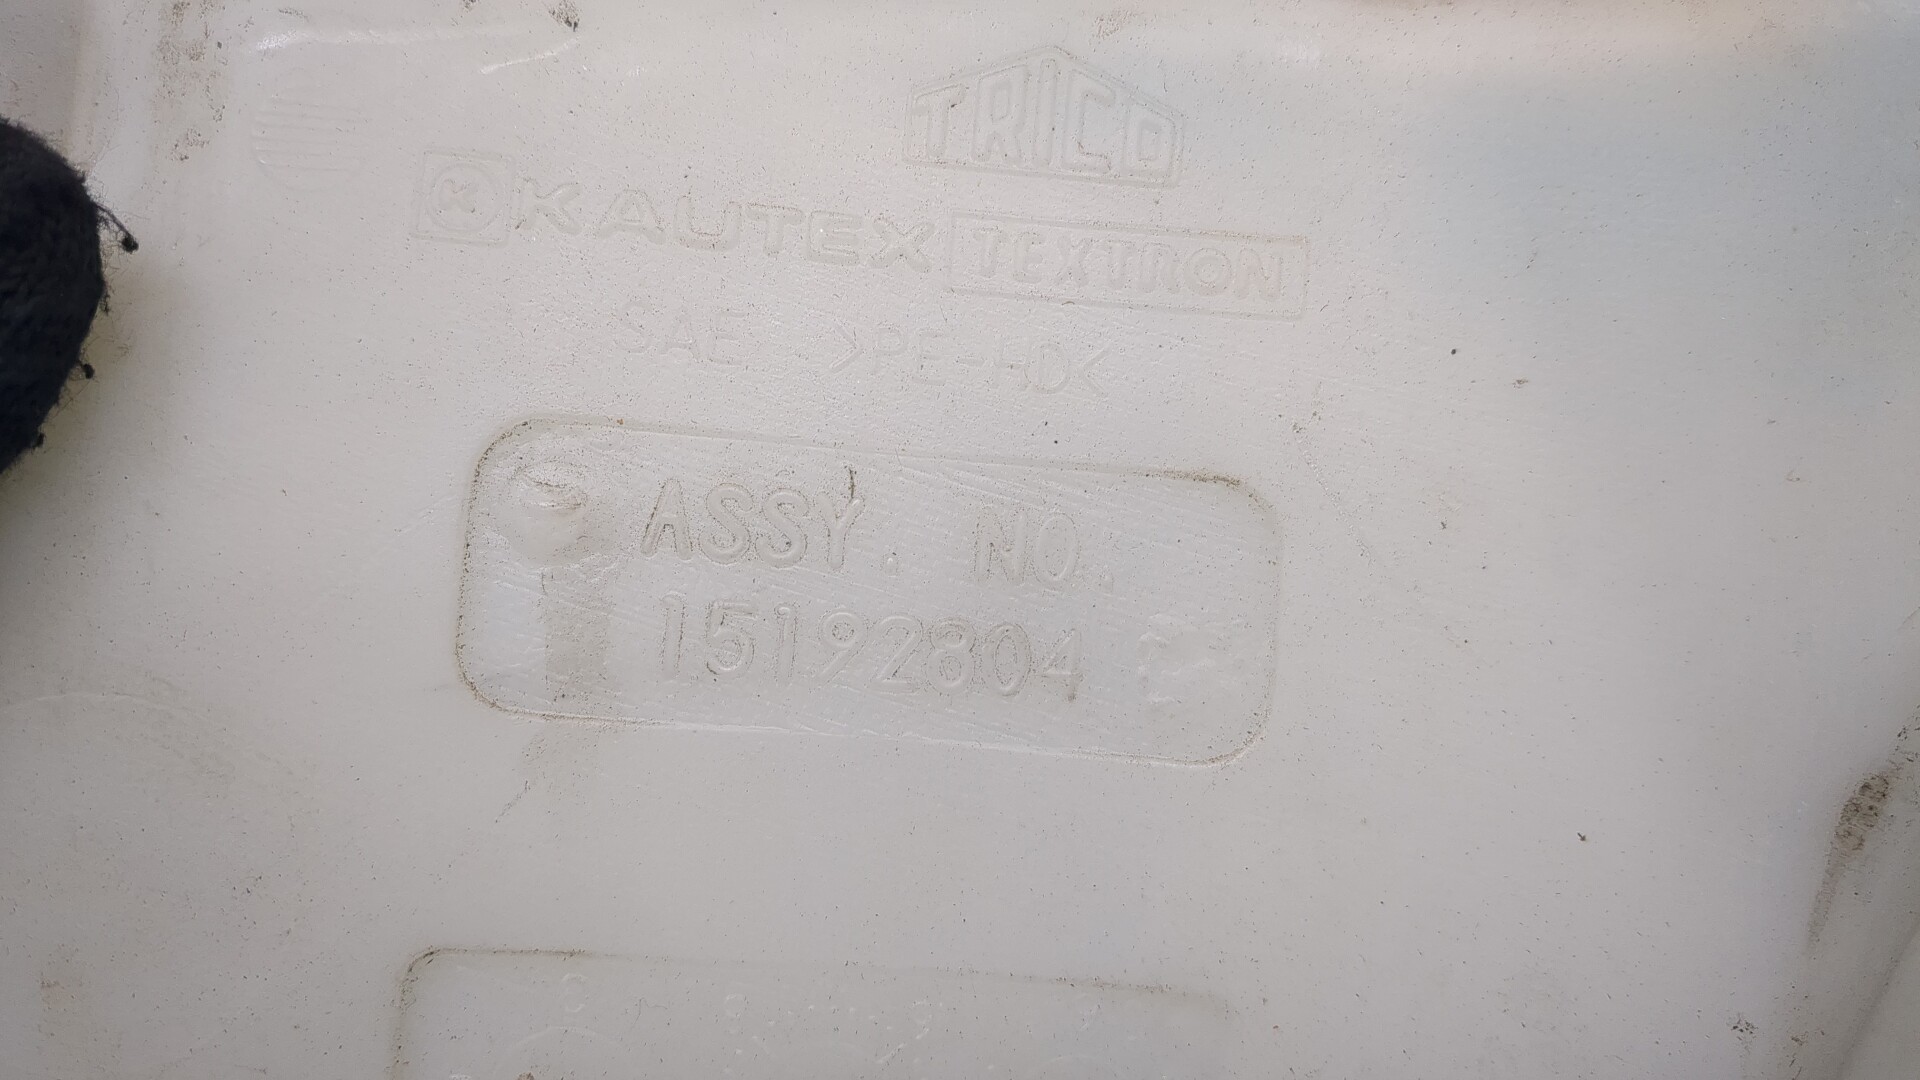 TRICO
K KAUTEX TEXTRON
SAE >PE-HD<
ASSY. NO.
15192804